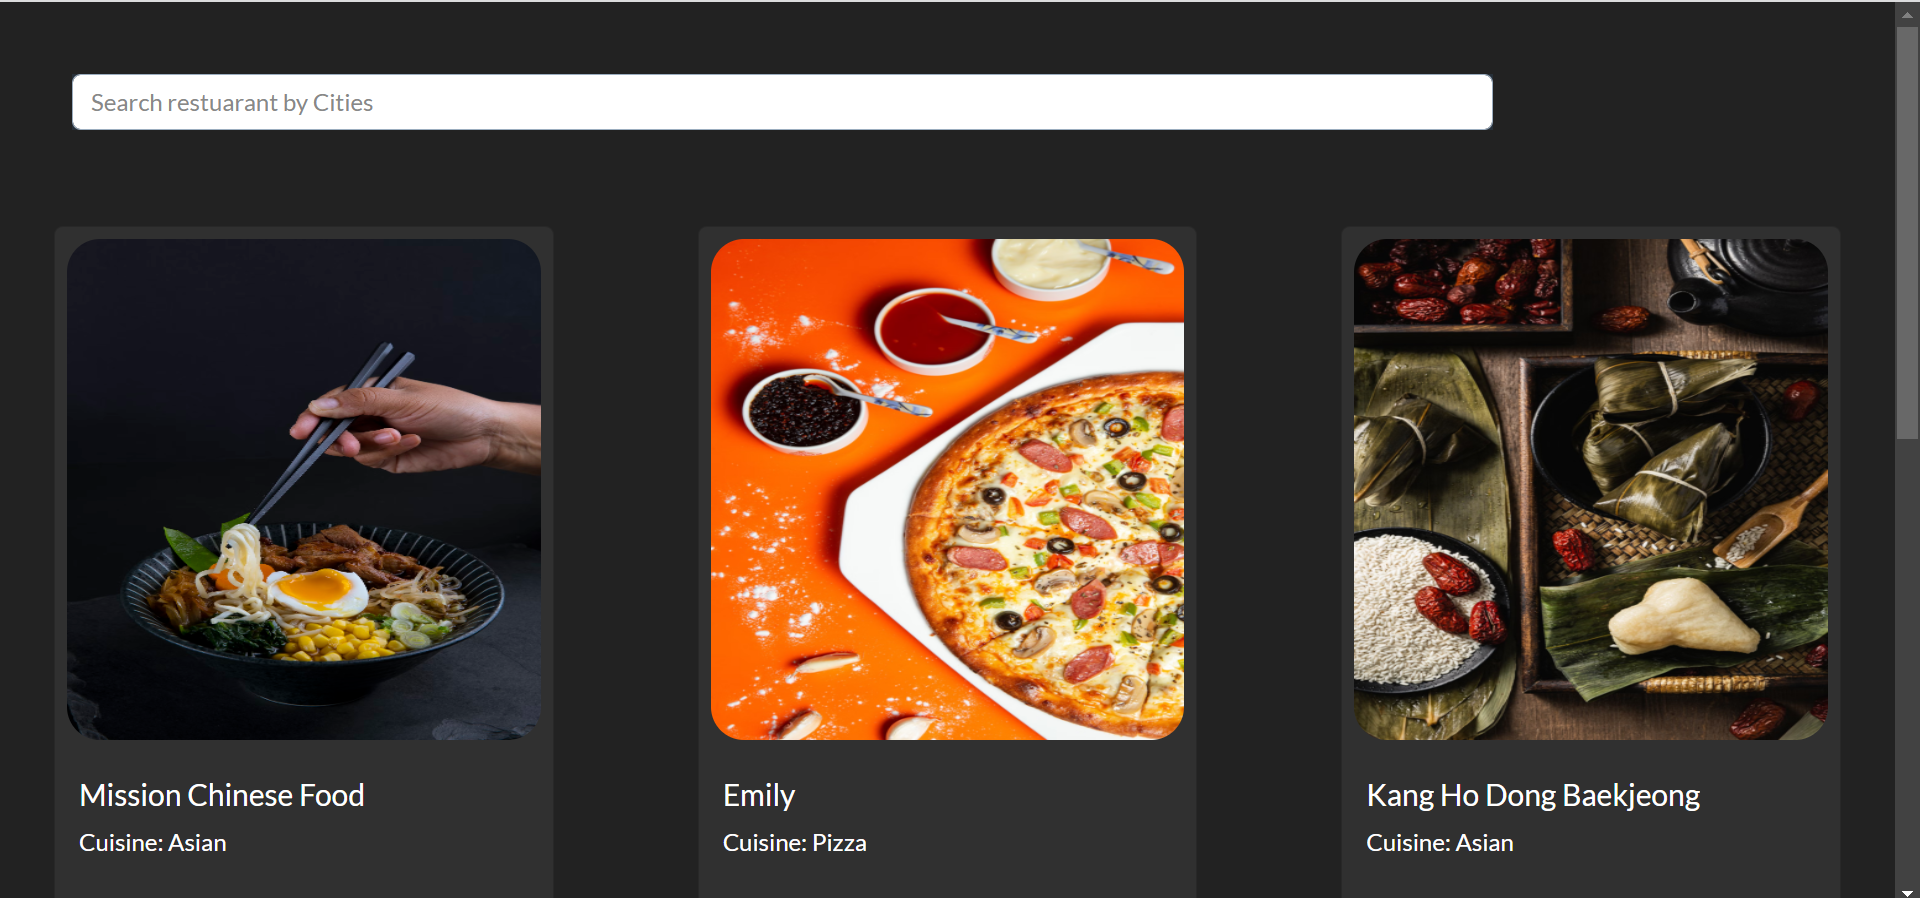 Search restuarant by Cities
Mission Chinese Food
Cuisine: Asian
Emily
Cuisine: Pizza
Kang Ho Dong Baekjeong
Cuisine: Asian